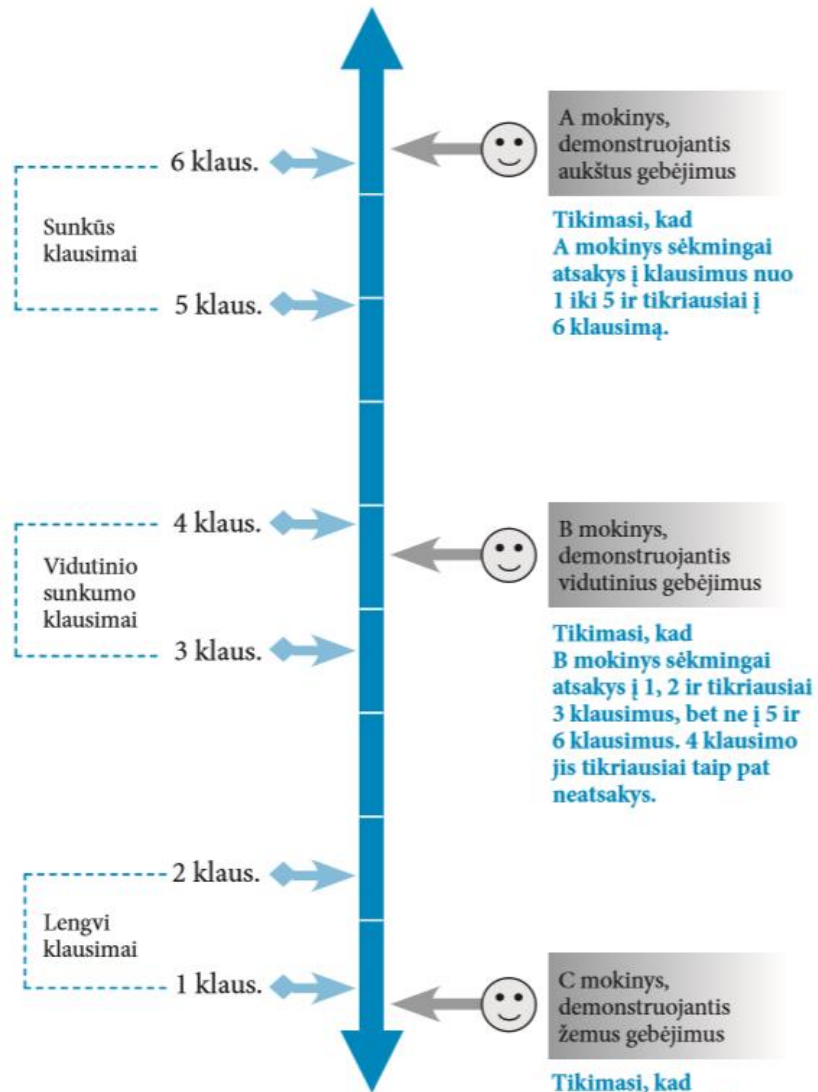 6 klaus.
Sunkūs
klausimai
5 klaus.
A mokinys,
demonstruojantis
aukštus gebėjimus
Tikimasi, kad
A mokinys sėkmingai
atsakys į klausimus nuo
1 iki 5 ir tikriausiai į
6 klausimą.
4 klaus.
Vidutinio
sunkumo
klausimai
3 klaus.
B mokinys,
demonstruojantis
vidutinius gebėjimus
Tikimasi, kad
B mokinys sėkmingai
atsakys į 1, 2 ir tikriausiai
3 klausimus, bet ne į 5 ir
6 klausimus. 4 klausimo
jis tikriausiai taip pat
neatsakys.
2 klaus.
Lengvi
klausimai
1 klaus.
C mokinys,
demonstruojantis
žemus gebėjimus
Tikimasi, kad